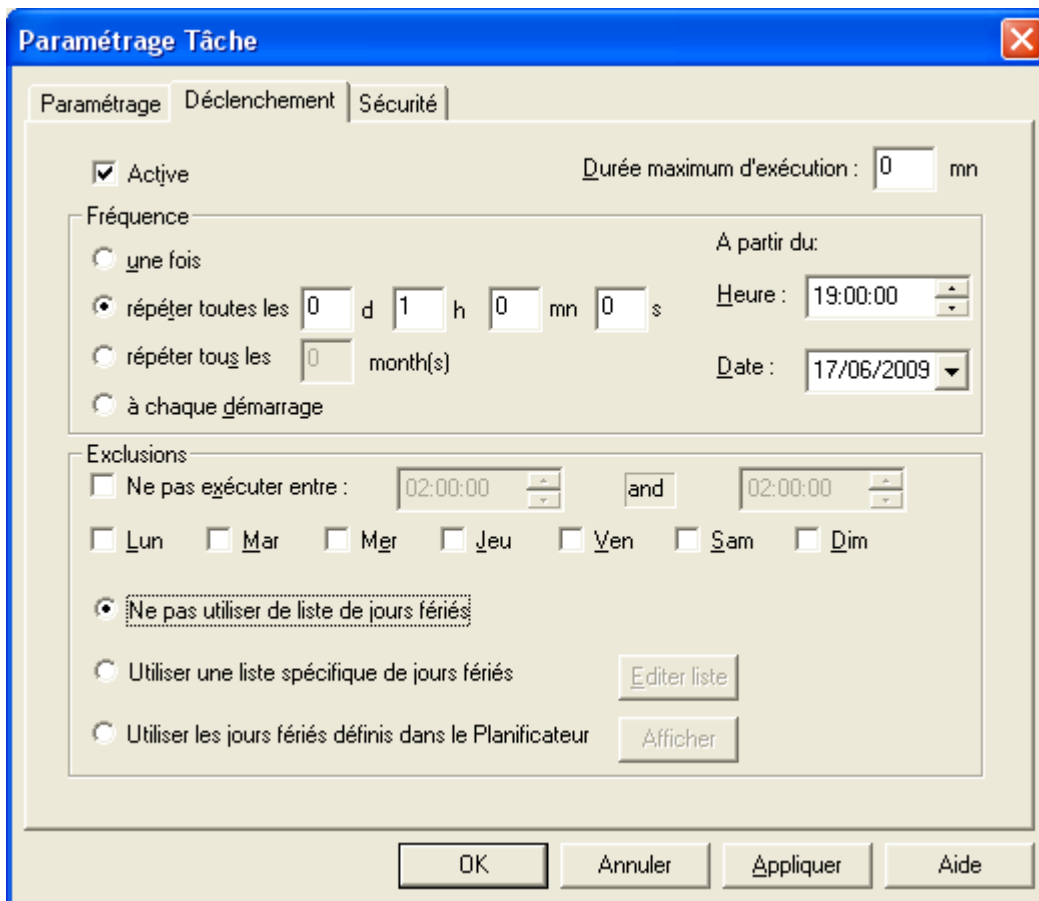 Paramétrage Tâche
Paramétrage Déclenchement Sécurité
Active Durée maximum d'exécution : 0 mn
Fréquence
A partir du:
une fois
répéter toutes les 0 d 1 h 0 mn 0 s Heure : 19:00:00
répéter tous les 0 month(s) Date : 17/06/2009
à chaque démarrage
Exclusions
Ne pas exécuter entre : 02:00:00 and 02:00:00
Lun Mar Mer Jeu Ven Sam Dim
Ne pas utiliser de liste de jours fériés
Utiliser une liste spécifique de jours fériés Editer liste
Utiliser les jours fériés définis dans le Planificateur Afficher
OK Annuler Appliquer Aide